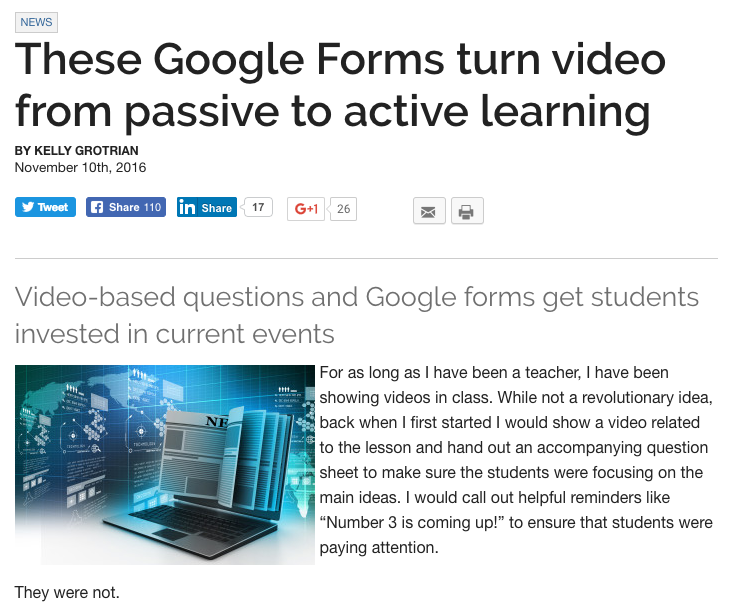 NEWS
These Google Forms turn video
from passive to active learning
BY KELLY GROTRIAN
November 10th, 2016
Tweet Share 110 in Share 17 G+1 26
Video-based questions and Google forms get students
invested in current events
For as long as I have been a teacher, I have been
showing videos in class. While not a revolutionary idea,
back when I first started I would show a video related
to the lesson and hand out an accompanying question
sheet to make sure the students were focusing on the
main ideas. I would call out helpful reminders like
“Number 3 is coming up!” to ensure that students were
paying attention.
NE
They were not.